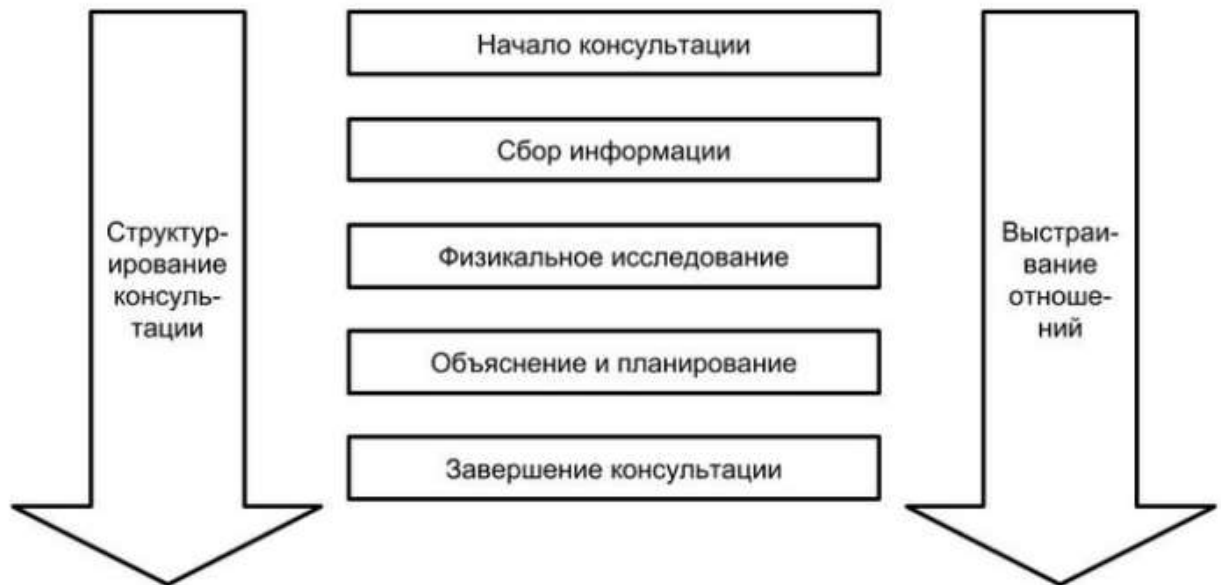 Начало консультации
Сбор информации
Структур-
ирование
консуль-
тации
Физикальное исследование
Выстраи-
вание
отноше-
ний
Объяснение и планирование
Завершение консультации